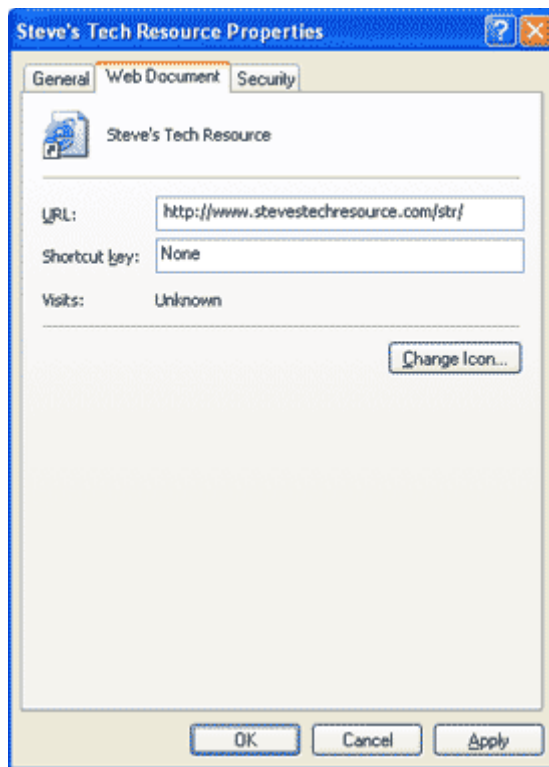 Steve's Tech Resource Properties
General Web Document Security
Steve's Tech Resource
URL: http://www.stevestechresource.com/str/
Shortcut key: None
Visits: Unknown
Change Icon...
OK Cancel Apply